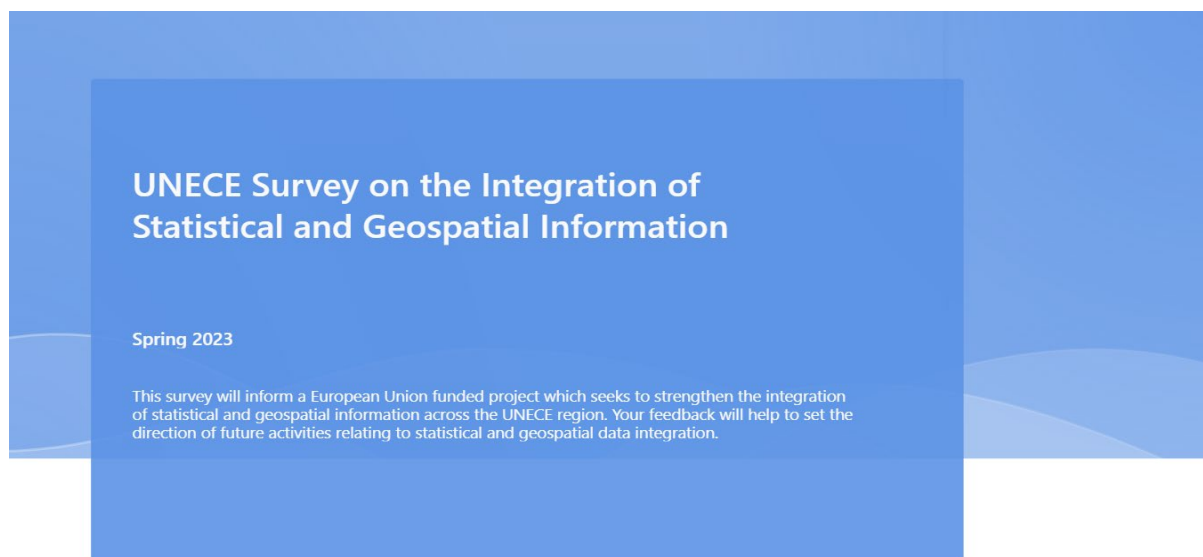 UNECE Survey on the Integration of
Statistical and Geospatial Information
Spring 2023
This survey will inform a European Union funded project which seeks to strengthen the integration
of statistical and geospatial information across the UNECE region. Your feedback will help to set the
direction of future activities relating to statistical and geospatial data integration.